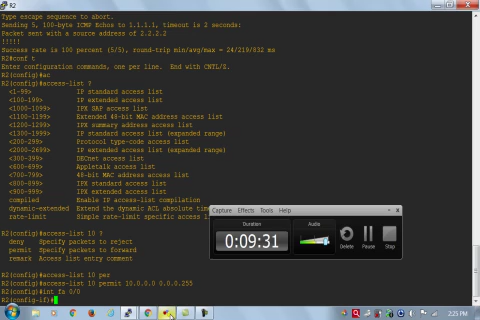 R2
Type escape sequence to abort.
Sending 5, 100-byte ICMP Echos to 1.1.1.1, timeout is 2 seconds:
Packet sent with a source address of 2.2.2.2
!!!!!
Success rate is 100 percent (5/5), round-trip min/avg/max = 24/219/832 ms
R2#conf t
Enter configuration commands, one per line.  End with CNTL/Z.
R2(config)#ac
R2(config)#access-list ?
<1-99> IP standard access list
<100-199> IP extended access list
<1000-1099> IPX SAP access list
<1100-1199> Extended 48-bit MAC address access list
<1200-1299> IPX summary address access list
<1300-1999> IP standard access list (expanded range)
<200-299> Protocol type-code access list
<2000-2699> IP extended access list (expanded range)
<300-399> DECnet access list
<600-699> Appletalk access list
<700-799> 48-bit MAC address access list
<800-899> IPX standard access list
<900-999> IPX extended access list
compiled Enable IP access-list compilation
dynamic-extended Extend the dynamic ACL absolute
rate-limit Simple rate-limit specific access
R2(config)#access-list 10 ?
deny Specify packets to reject
permit Specify packets to forward
remark Access list entry comment
R2(config)#access-list 10 per
R2(config)#access-list 10 permit 10.0.0.0 0.0.0.255
R2(config)#int fa 0/0
R2(config-if)#
Capture Effects Tools Help
Duration
0:09:31
Audio
Delete
Pause
Stop
2:25 PM